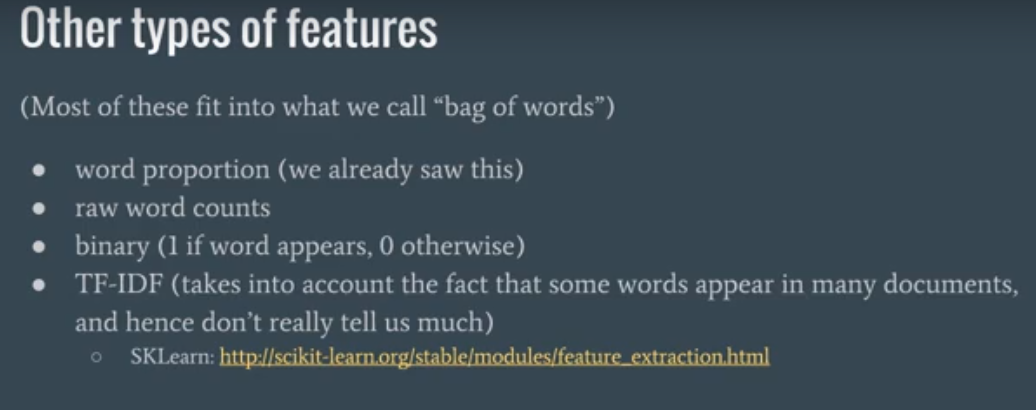 Other types of features
(Most of these fit into what we call “bag of words”)
● word proportion (we already saw this)
● raw word counts
● binary (1 if word appears, 0 otherwise)
● TF-IDF (takes into account the fact that some words appear in many documents,
and hence don’t really tell us much)
○ SKLearn: http://scikit-learn.org/stable/modules/feature_extraction.html